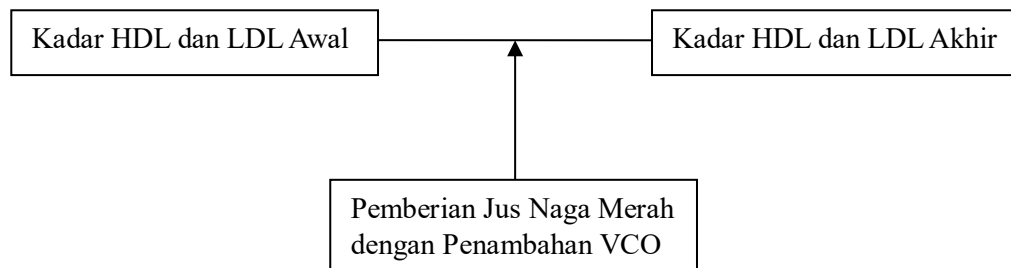 Kadar HDL dan LDL Awal
Kadar HDL dan LDL Akhir
Pemberian Jus Naga Merah
dengan Penambahan VCO